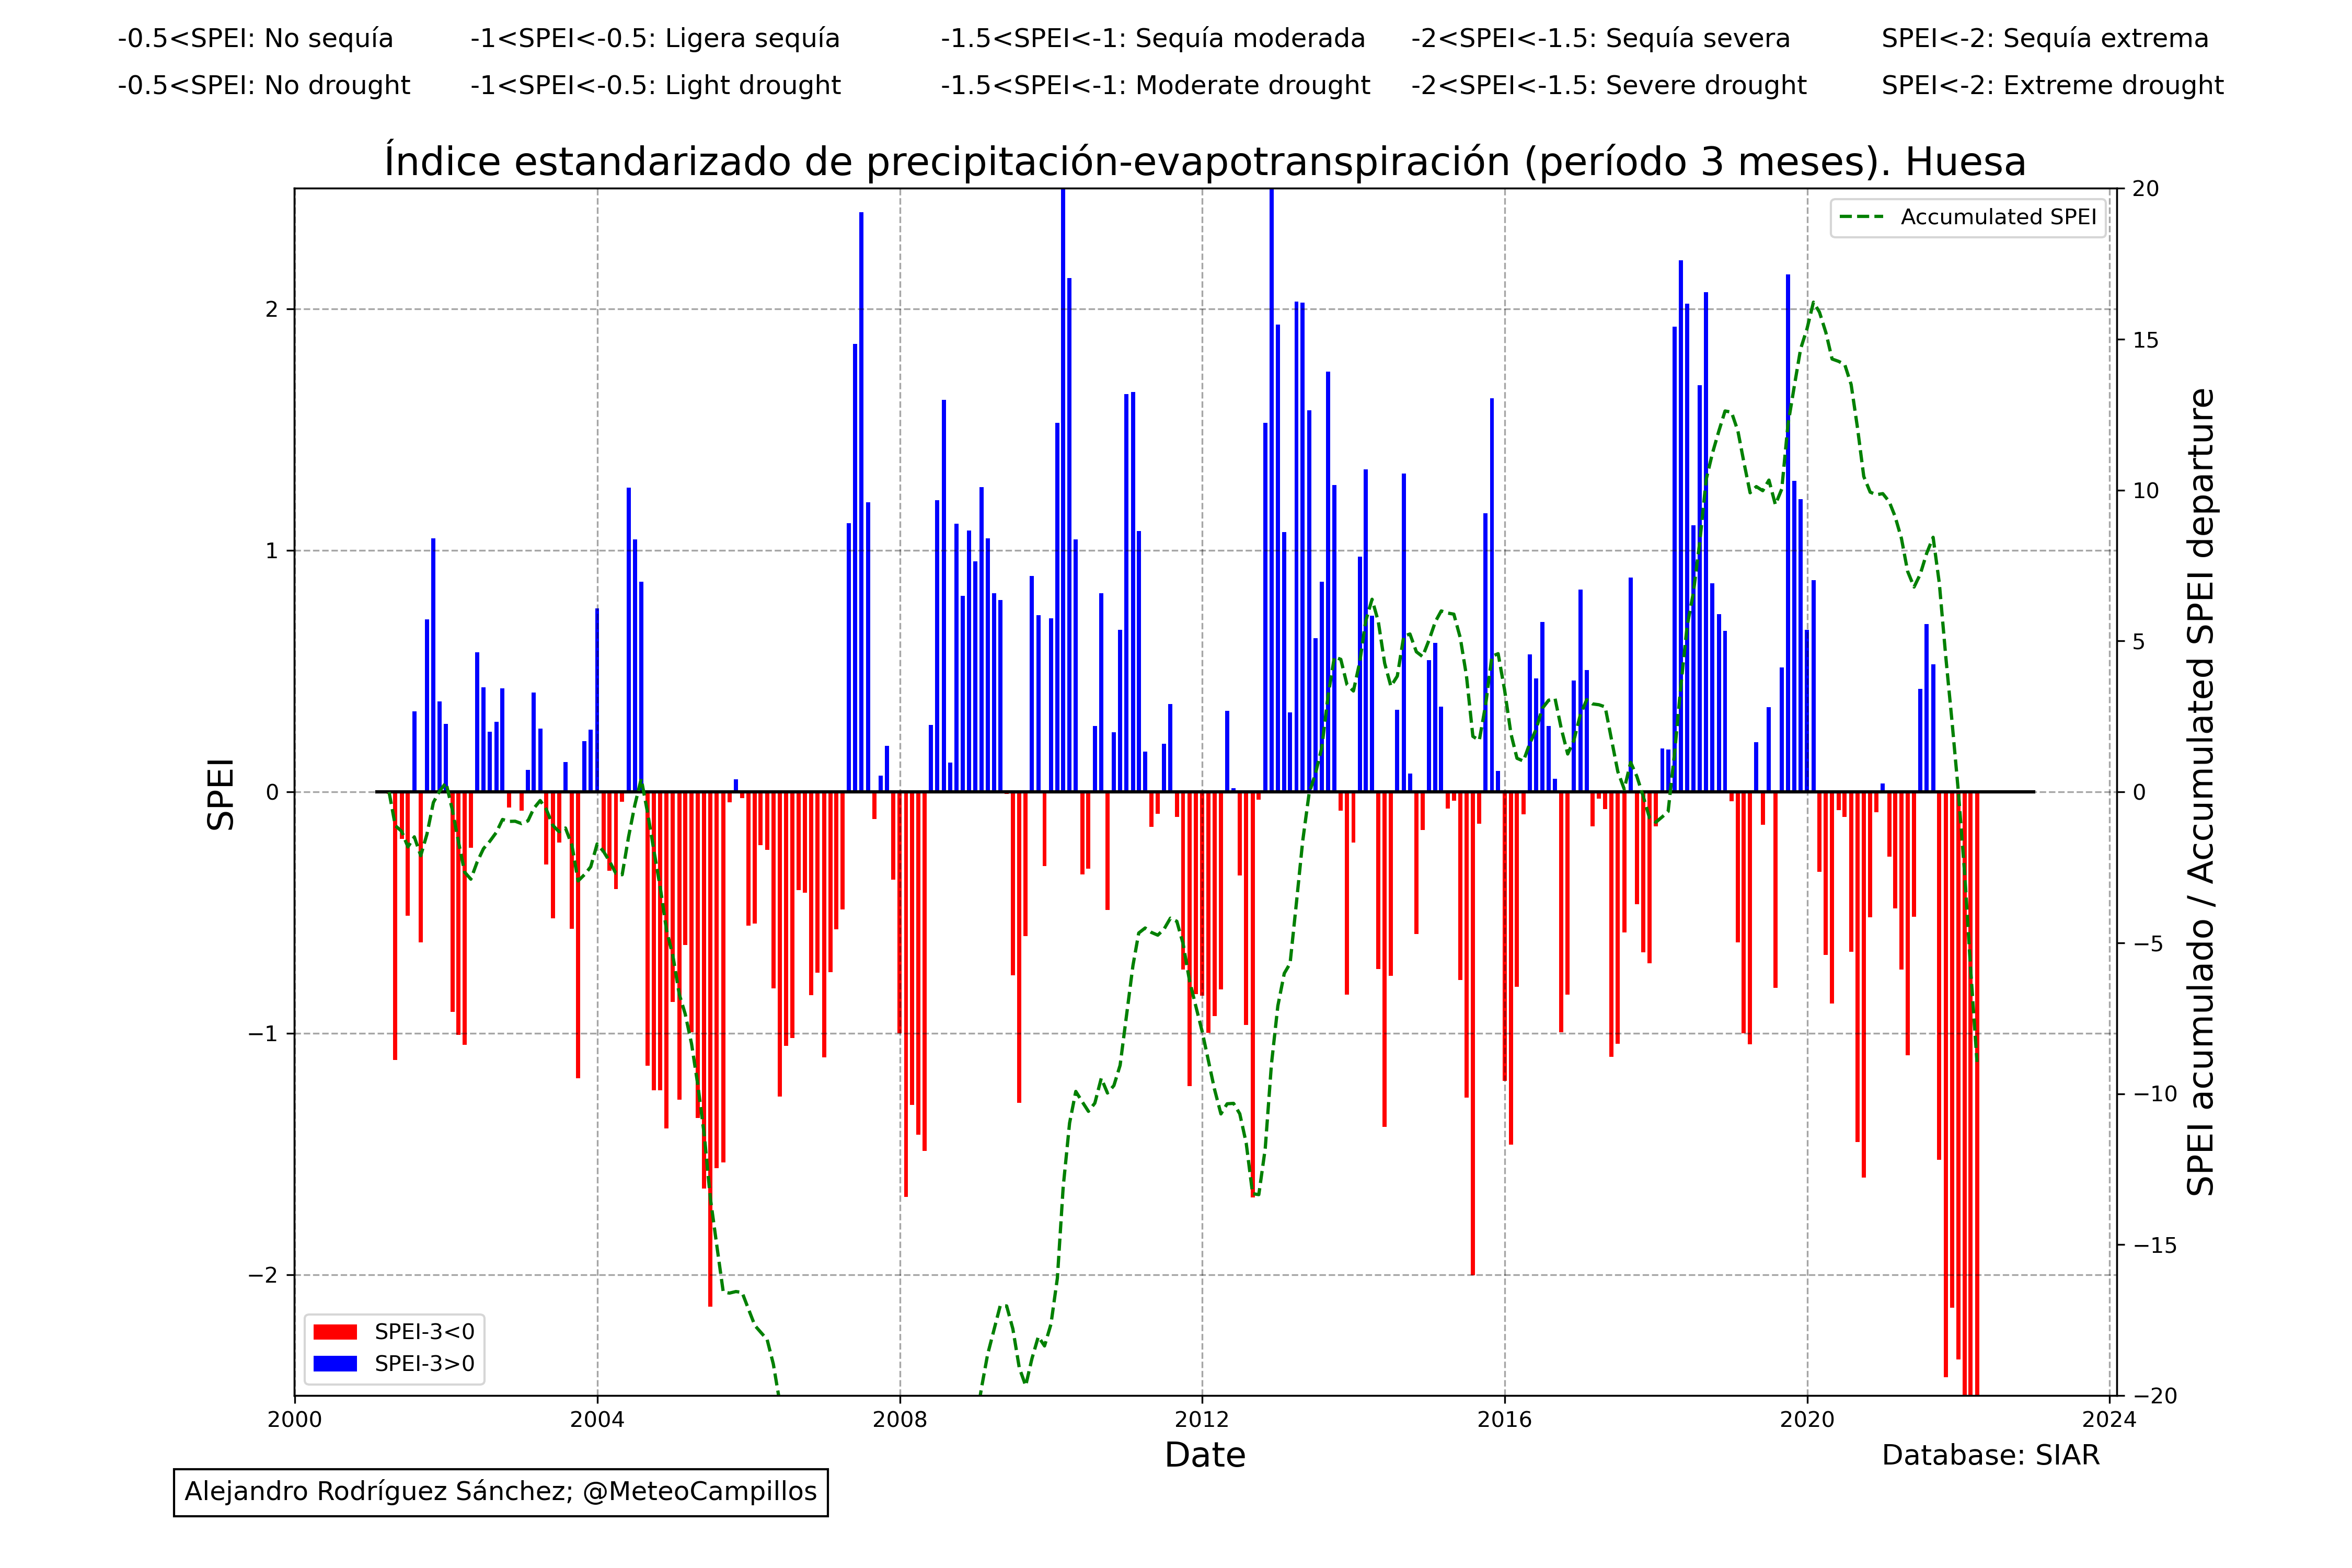 -0.5<SPEI: No sequía
-1<SPEI<-0.5: Ligera sequía
-1.5<SPEI<-1: Sequía moderada
-2<SPEI<-1.5: Sequía severa
SPEI<-2: Sequía extrema
-0.5<SPEI: No drought
-1<SPEI<-0.5: Light drought
-1.5<SPEI<-1: Moderate drought
-2<SPEI<-1.5: Severe drought
SPEI<-2: Extreme drought
Índice estandarizado de precipitación-evapotranspiración (período 3 meses). Huesa
SPEI
2
1
0
−1
−2
Accumulated SPEI
SPEI-3<0
SPEI-3>0
20
15
10
5
0
−5
−10
−15
−20
SPEI acumulado / Accumulated SPEI departure
2000
2004
2008
2012
2016
2020
2024
Date
Database: SIAR
Alejandro Rodríguez Sánchez; @MeteoCampillos